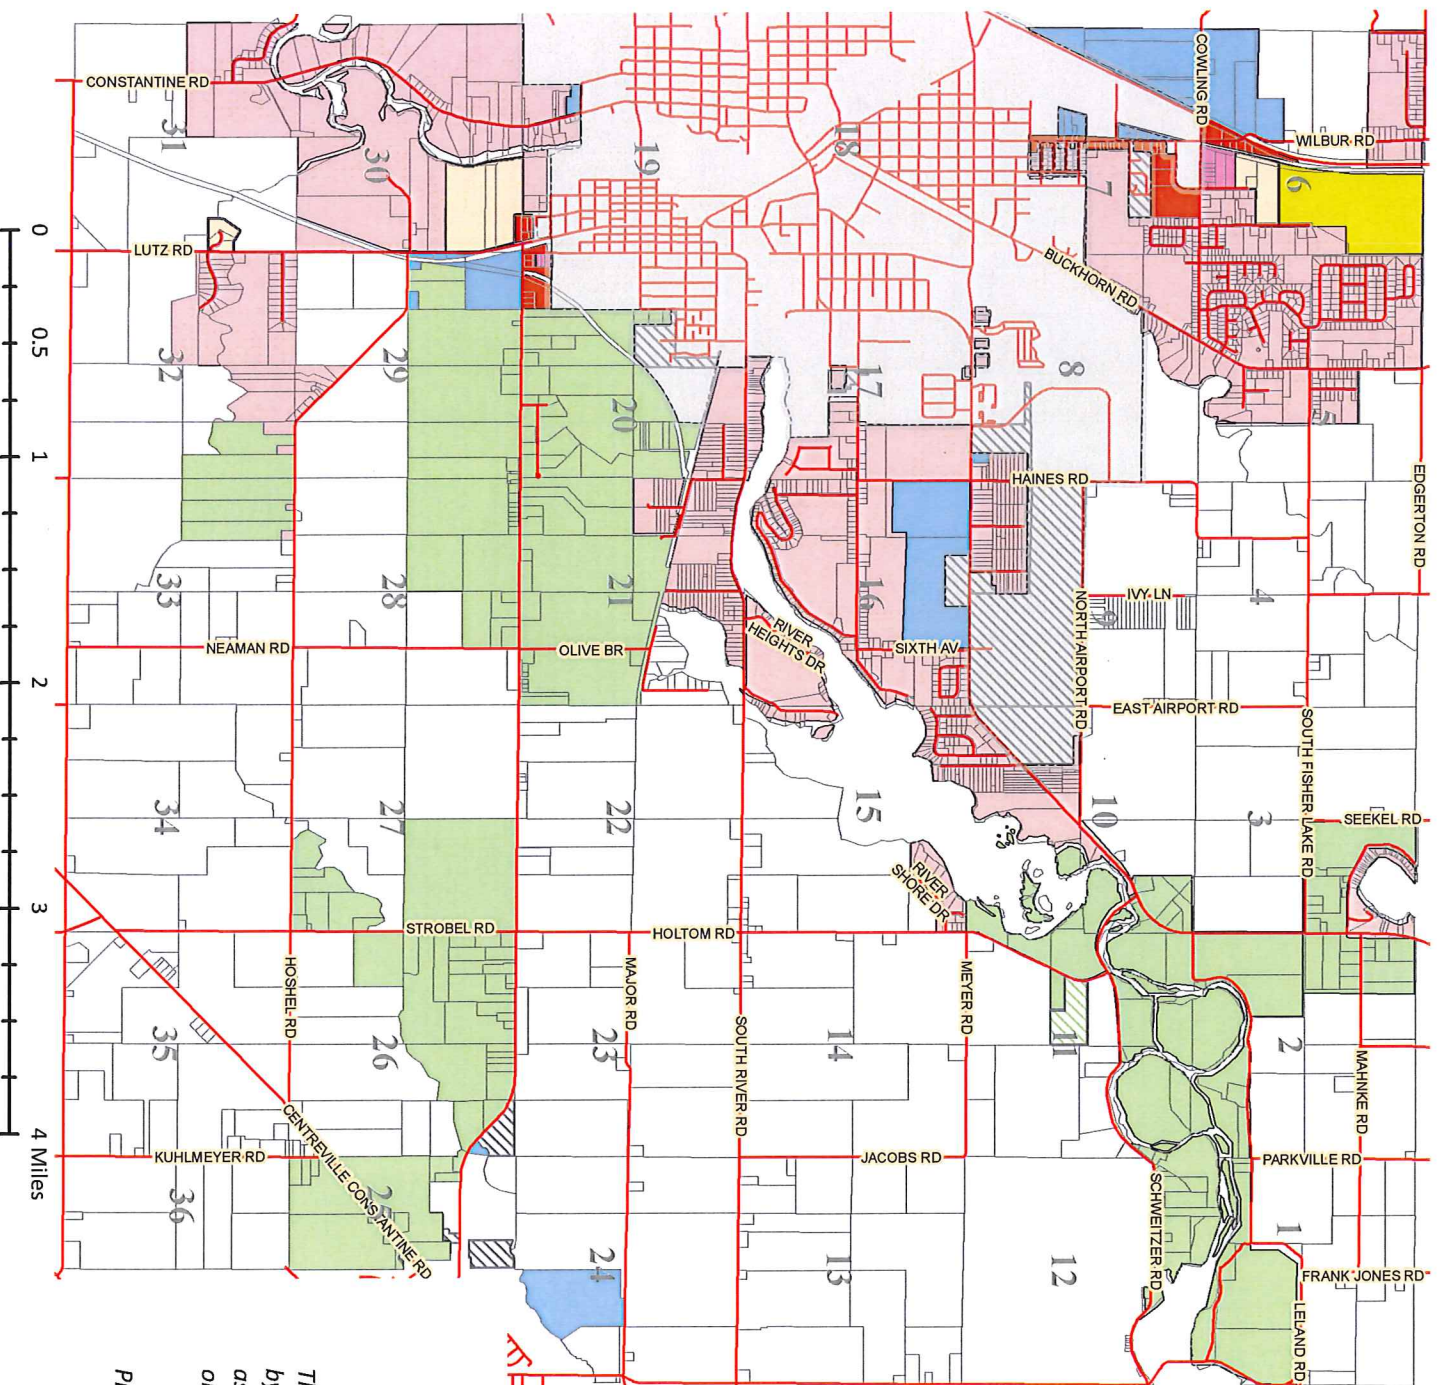 CONSTANTINE RD
COWLING RD
WILBUR RD
31
30
19
18
7
6
LUTZ RD
BUCKHORN RD
32
29
20
17
8
5
HAINES RD
EDGERTON RD
33
28
21
16
9
4
IVY LN
NEAMAN RD
OLIVE BR
RIVER
HEIGHTS DR
SIXTH AV
NORTH AIRPORT RD
EAST AIRPORT RD
SOUTH FISHER LAKE RD
34
27
22
15
10
3
SEEKEL RD
RIVER
SHORE DR
STROBEL RD
HOLTOM RD
HOSHEL RD
MAJOR RD
SOUTH RIVER RD
MEYER RD
35
26
23
14
11
2
MAHNKE RD
CENTREVILLE CONSTANTINE RD
KUHLMEYER RD
JACOBS RD
PARKVILLE RD
SCHWEITZER RD
36
25
24
13
12
1
FRANK JONES RD
LELAND RD
0
0.5
1
2
3
4 Miles